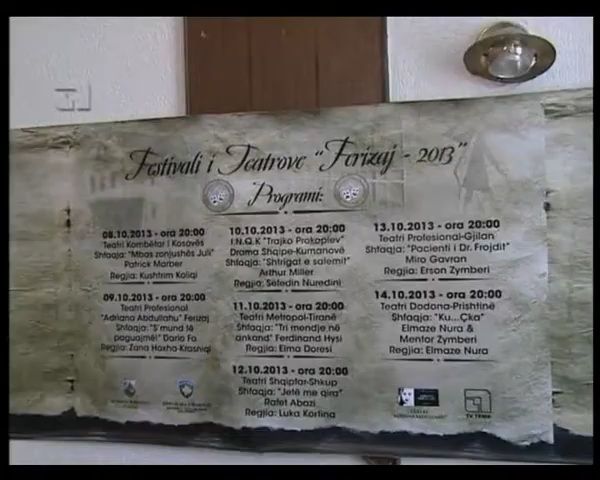 Festivali i Teatrove "Ferizaj - 2013"
Programi:
08.10.2013 - ora 20:00
Teatri Kombëtar i Kosovës
Shfaqja: "Mbas zonjushës Juli"
Patrick Marber
Regjia: Kushtrim Koliqi
09.10.2013 - ora 20:00
Teatri Profesional
"Adriana Abdullahu" Ferizaj
Shfaqja: "S'mund të
paguajmë!" Dario Fo
Regjia: Zana Hoxha-Krasniqi
10.10.2013 - ora 20:00
I.N.Q.K "Trajko Prokopiev"
Drama Shqipe-Kumanovë
Shfaqja: "Shtrigat e salemit"
Arthur Miller
Regjia: Sefedin Nuredini
11.10.2013 - ora 20:00
Teatri Metropol-Tiranë
Shfaqja: "Tri mendje në
ankand" Ferdinand Hysi
Regjia: Elma Doresi
12.10.2013 - ora 20:00
Teatri Shqiptar-Shkup
Shfaqja: "Jetë me qira"
Refet Abazi
Regjia: Luka Kortina
13.10.2013 - ora 20:00
Teatri Profesional-Gjilan
Shfaqja: "Pacienti i Dr. Frojdit"
Miro Gavran
Regjia: Erson Zymberi
14.10.2013 - ora 20:00
Teatri Dodona-Prishtinë
Shfaqja: "Ku...Çka"
Elmaze Nura &
Mentor Zymberi
Regjia: Elmaze Nura
TV TEMA